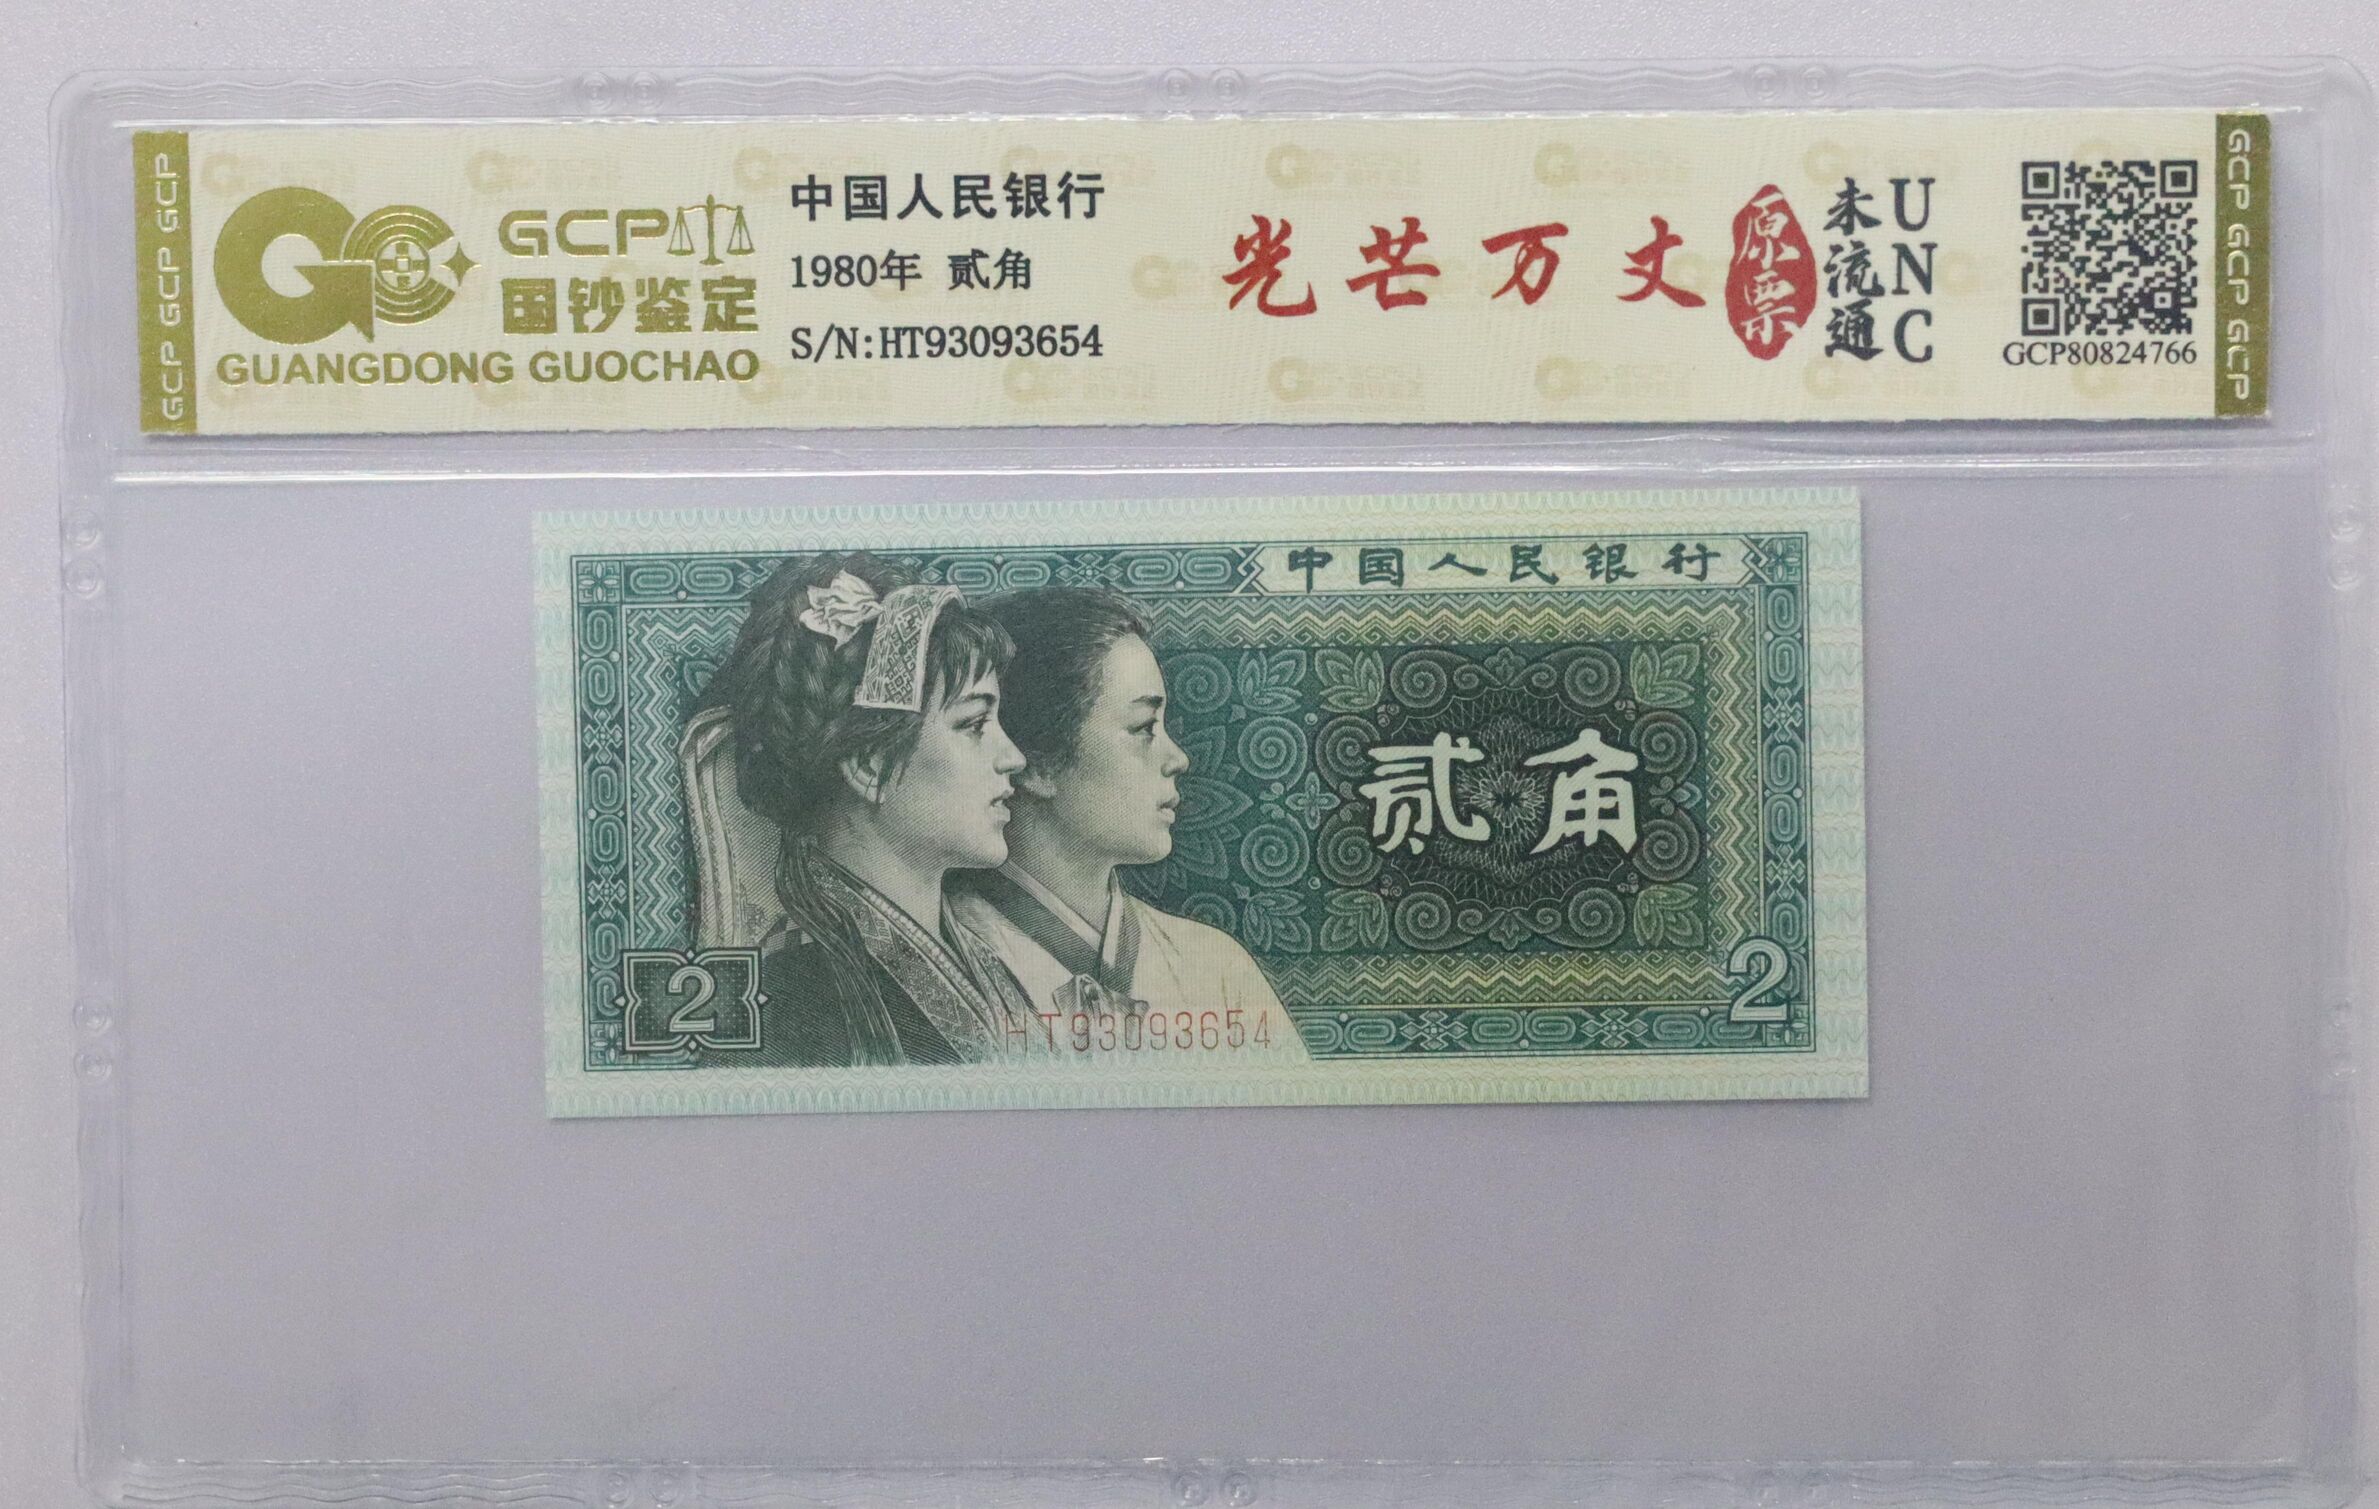 GCP GCP GCP
GCP
国钞鉴定
GUANGDONG GUOCHAO
中国人民银行
1980年 贰角
S/N:HT93093654
光芒万丈
原票
未流通
UNC
GCP80824766
GCP GCP GCP
中国人民银行
贰角
2
2
HT93093654